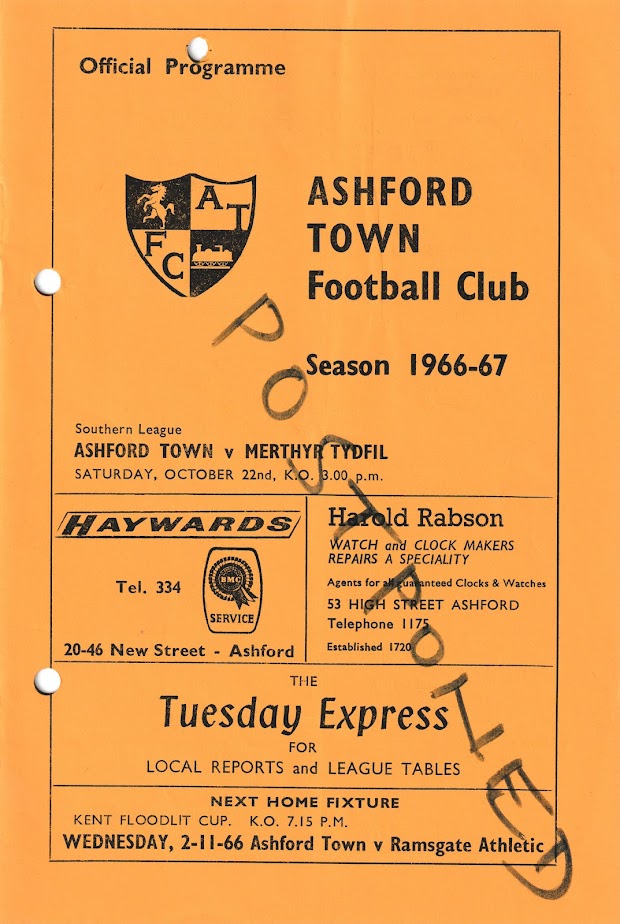 Official Programme
A T
F C
ASHFORD
TOWN
Football Club
Season 1966-67
Southern League
ASHFORD TOWN v MERTHYR TYDFIL
SATURDAY, OCTOBER 22nd, K.O. 3.00 p.m.
HAYWARDS
Tel. 334
BMC
SERVICE
20-46 New Street - Ashford
Harold Rabson
WATCH and CLOCK MAKERS
REPAIRS A SPECIALITY
Agents for all guaranteed Clocks & Watches
53 HIGH STREET ASHFORD
Telephone 1175
Established 1720
THE
Tuesday Express
FOR
LOCAL REPORTS and LEAGUE TABLES
NEXT HOME FIXTURE
KENT FLOODLIT CUP. K.O. 7.15 P.M.
WEDNESDAY, 2-11-66 Ashford Town v Ramsgate Athletic
POSTPONED